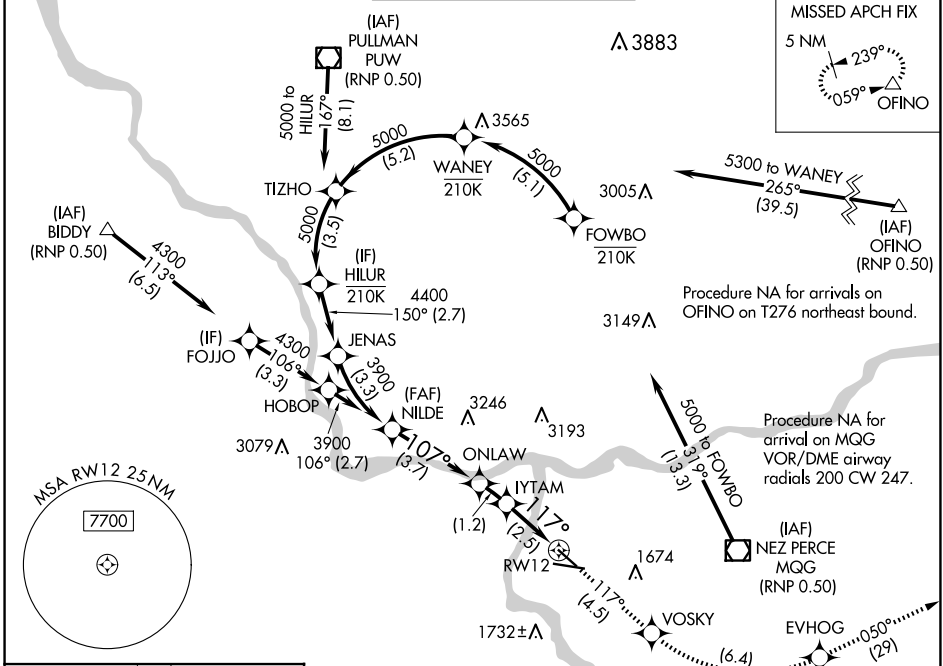 (IAF)
PULLMAN
PUW
(RNP 0.50)
3883
MISSED APCH FIX
5 NM
239°
059°
OFINO
5000 to
HILUR
167°
(8.1)
5000
(5.2)
3565
WANEY
210K
5000
(5.1)
3005
FOWBO
210K
5300 to WANEY
265°
(39.5)
(IAF)
OFINO
(RNP 0.50)
TIZHO
5000
(3.5)
(IAF)
BIDDY
(RNP 0.50)
4300
113°
(6.5)
(IF)
HILUR
210K
4400
150° (2.7)
Procedure NA for arrivals on
OFINO on T276 northeast bound.
3149
(IF)
FOJJO
4300
106°
(3.3)
JENAS
3900
(3.3)
HOBOP
(FAF)
NILDE
3246
3193
3079
3900
106° (2.7)
107°
(3.7)
ONLAW
5000 to FOWBO
319°
(13.3)
Procedure NA for
arrival on MQG
VOR/DME airway
radials 200 CW 247.
MSA RW12 25 NM
7700
IYTAM
(1.2)
117°
(2.5)
RW12
1674
(IAF)
NEZ PERCE
MQG
(RNP 0.50)
117°
(4.5)
1732±
VOSKY
EVHOG
050°
(29)
(6.4)